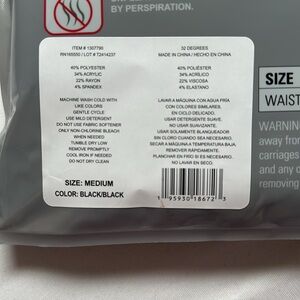 BY PERSPIRATION.
ITEM # 1307790
RN165550 / LOT # T2414237
40% POLYESTER
34% ACRYLIC
22% RAYON
4% SPANDEX
MACHINE WASH COLD WITH
LIKE COLORS
GENTLE CYCLE
USE MILD DETERGENT
DO NOT USE FABRIC SOFTENER
ONLY NON-CHLORINE BLEACH
WHEN NEEDED
TUMBLE DRY LOW
REMOVE PROMPTLY
COOL IRON IF NEEDED
DO NOT DRY CLEAN
32 DEGREES
MADE IN CHINA / HECHO EN CHINA
40% POLIÉSTER
34% ACRÍLICO
22% VISCOSA
4% ELASTANO
LAVAR A MÁQUINA CON AGUA FRÍA
CON COLORES SIMILARES.
EN CICLO DELICADO.
USAR DETERGENTE SUAVE.
NO USAR SUAVIZANTE.
USAR SOLAMENTE BLANQUEADOR
SIN CLORO CUANDO SEA NECESARIO.
SECAR A MÁQUINA A TEMPERATURA BAJA.
REMOVER RÁPIDAMENTE.
PLANCHAR EN FRÍO SI ES NECESARIO.
NO LAVAR EN SECO.
SIZE: MEDIUM
COLOR: BLACK/BLACK
1 95930 18672 3
SIZE
WAIST
WARNING
away from
carriages
and any
removing